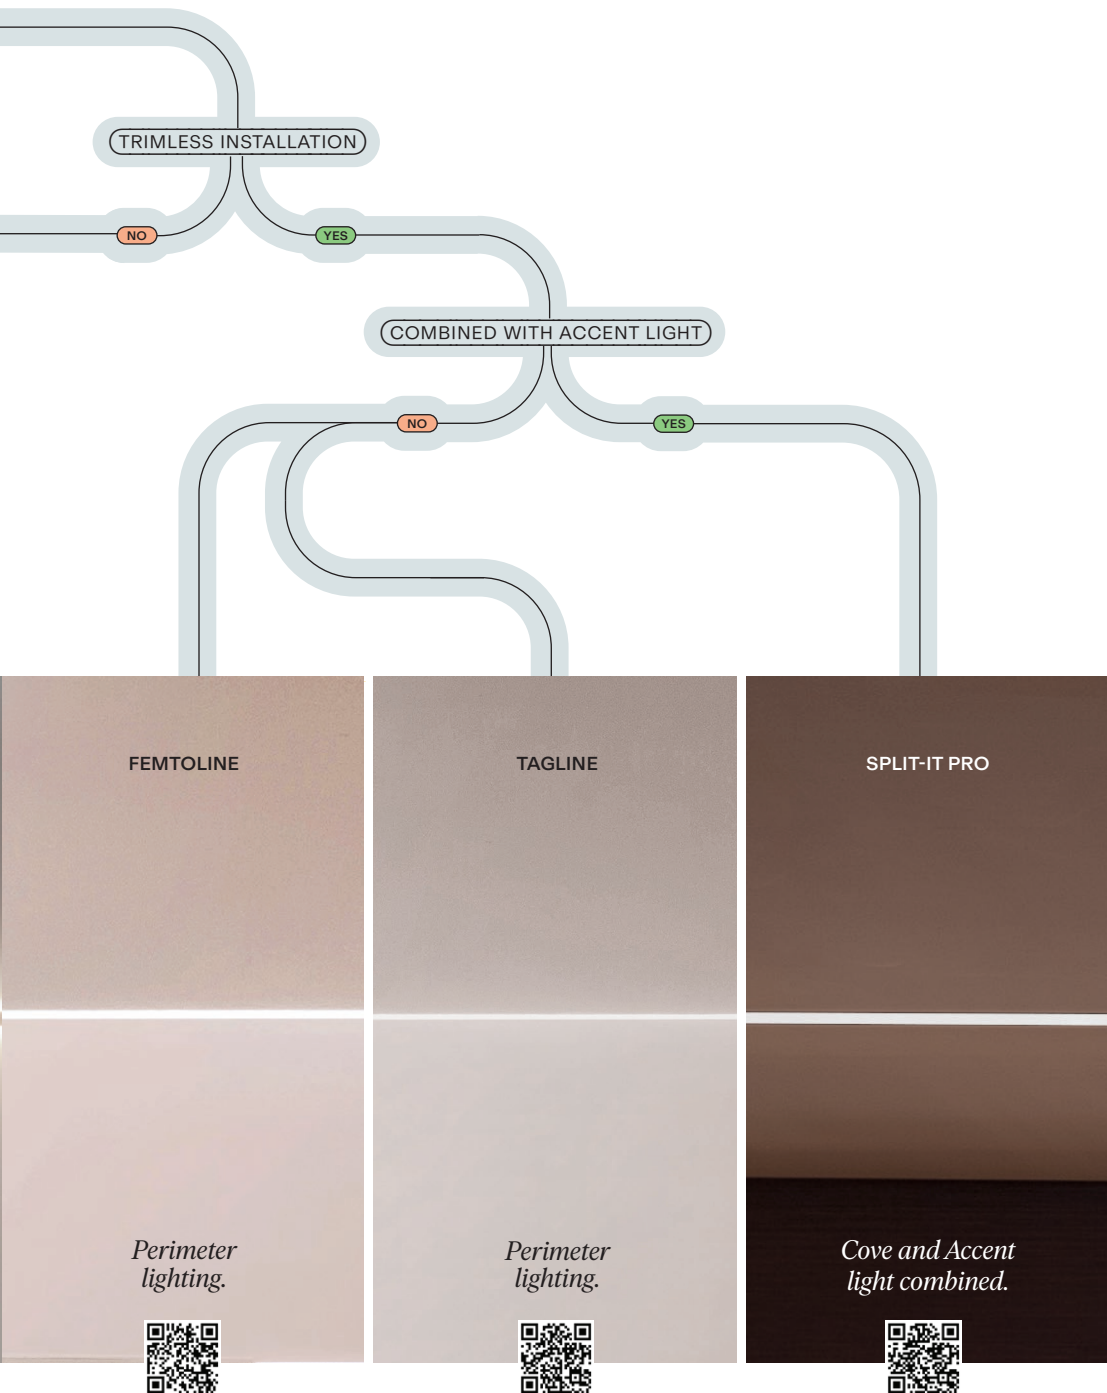 TRIMLESS INSTALLATION
NO
YES
COMBINED WITH ACCENT LIGHT
NO
YES
FEMTOLINE
TAGLINE
SPLIT-IT PRO
Perimeter
lighting.
Perimeter
lighting.
Cove and Accent
light combined.